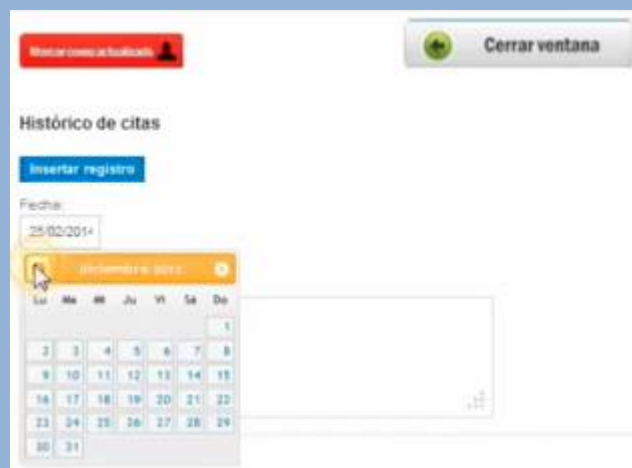 Marcar como actualizado
Cerrar ventana
Histórico de citas
Insertar registro
Fecha:
25/02/2014
diciembre 2013
Lu Ma Mi Ju Vi Sá Do
1
2 3 4 5 6 7 8
9 10 11 12 13 14 15
16 17 18 19 20 21 22
23 24 25 26 27 28 29
30 31